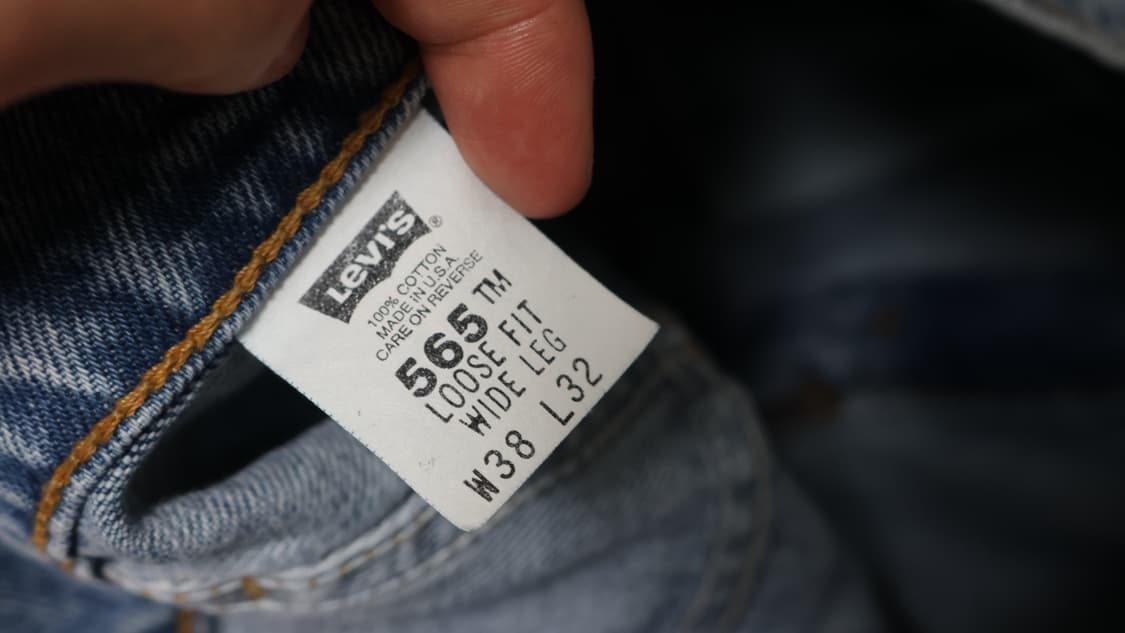 LEVI'S®
100% COTTON
MADE IN U.S.A.
CARE ON REVERSE
565™
LOOSE FIT
WIDE LEG
W38 L32